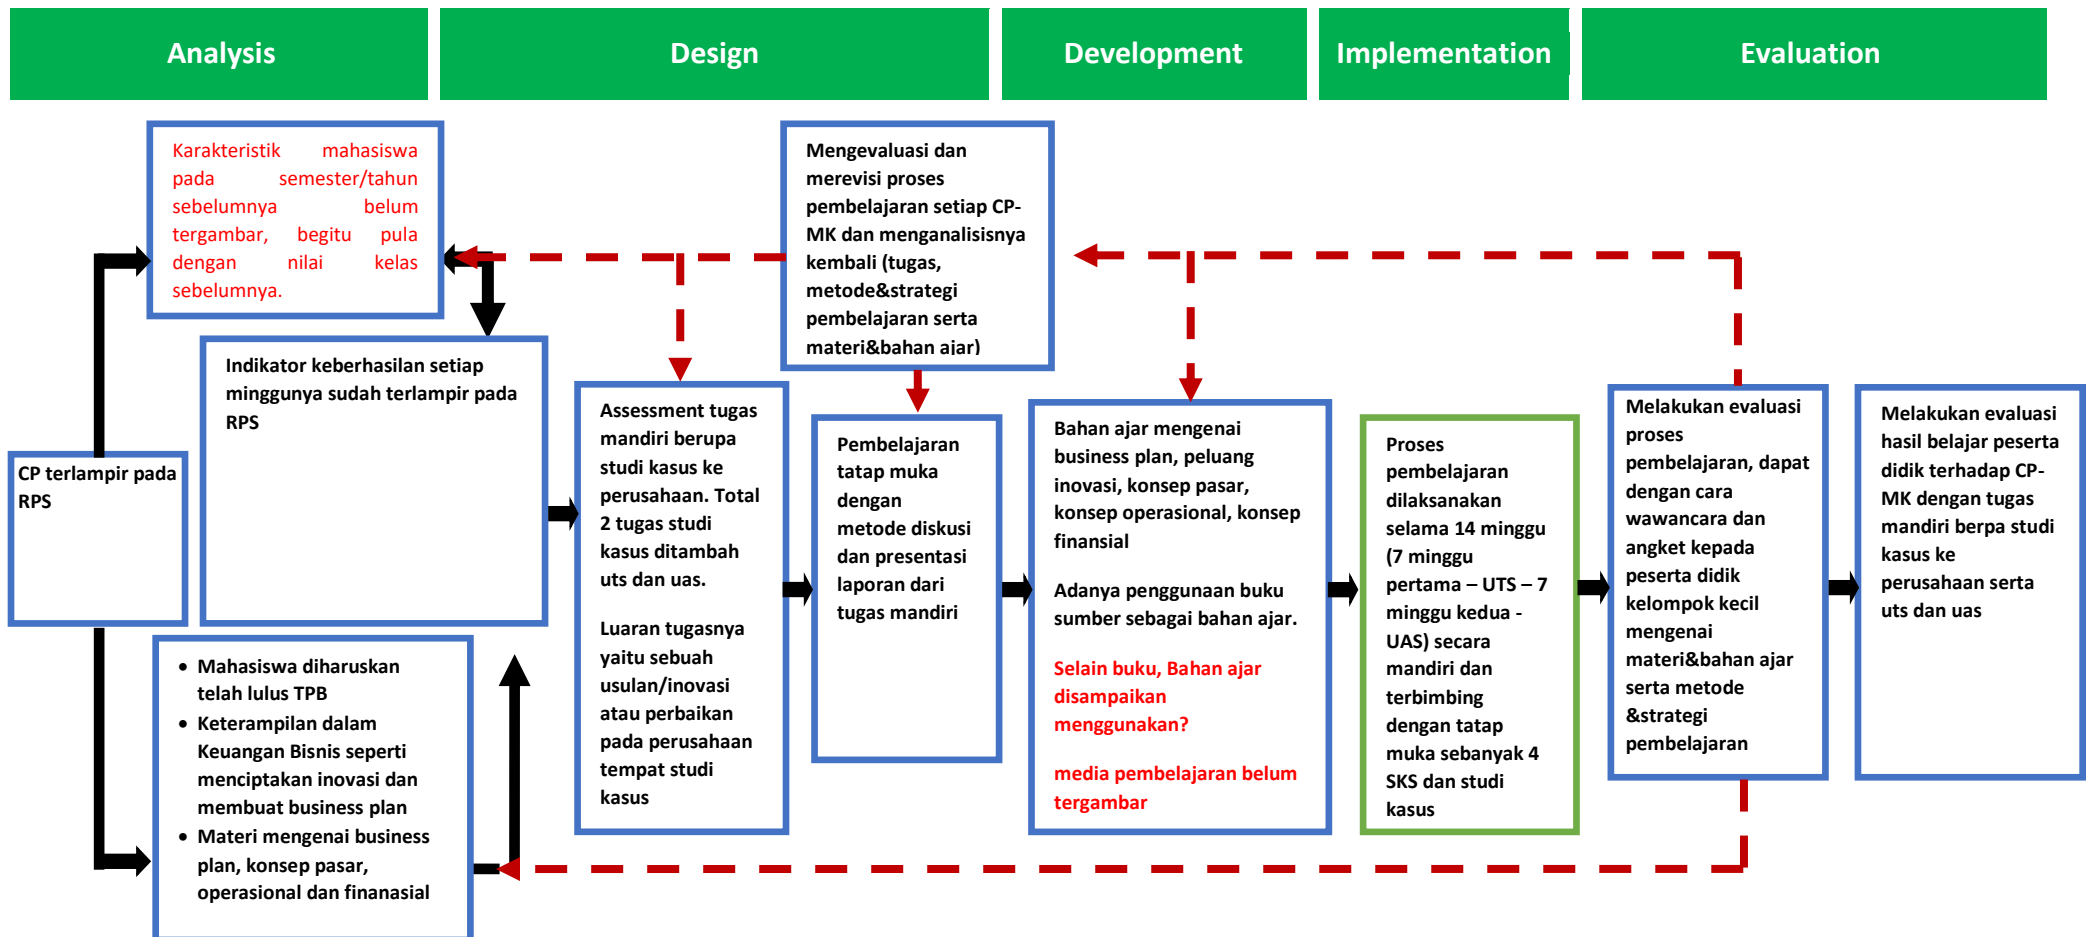 Analysis
Design
Development
Implementation
Evaluation
Karakteristik mahasiswa
pada semester/tahun
sebelumnya belum
tergambar, begitu pula
dengan nilai kelas
sebelumnya.
Mengevaluasi dan
merevisi proses
pembelajaran setiap CP-
MK dan menganalisisnya
kembali (tugas,
metode&strategi
pembelajaran serta
materi&bahan ajar)
Indikator keberhasilan setiap
minggunya sudah terlampir pada
RPS
CP terlampir pada
RPS
• Mahasiswa diharuskan
telah lulus TPB
• Keterampilan dalam
Keuangan Bisnis seperti
menciptakan inovasi dan
membuat business plan
• Materi mengenai business
plan, konsep pasar,
operasional dan finanasial
Assessment tugas
mandiri berupa
studi kasus ke
perusahaan. Total
2 tugas studi
kasus ditambah
uts dan uas.
Luaran tugasnya
yaitu sebuah
usulan/inovasi
atau perbaikan
pada perusahaan
tempat studi
kasus
Pembelajaran
tatap muka
dengan
metode diskusi
dan presentasi
laporan dari
tugas mandiri
Bahan ajar mengenai
business plan, peluang
inovasi, konsep pasar,
konsep operasional, konsep
finansial
Adanya penggunaan buku
sumber sebagai bahan ajar.
Selain buku, Bahan ajar
disampaikan
menggunakan?
media pembelajaran belum
tergambar
Proses
pembelajaran
dilaksanakan
selama 14 minggu
(7 minggu
pertama – UTS – 7
minggu kedua -
UAS) secara
mandiri dan
terbimbing
dengan tatap
muka sebanyak 4
SKS dan studi
kasus
Melakukan evaluasi
proses
pembelajaran, dapat
dengan cara
wawancara dan
angket kepada
peserta didik
kelompok kecil
mengenai
materi&bahan ajar
serta metode
&strategi
pembelajaran
Melakukan evaluasi
hasil belajar peserta
didik terhadap CP-
MK dengan tugas
mandiri berpa studi
kasus ke
perusahaan serta
uts dan uas